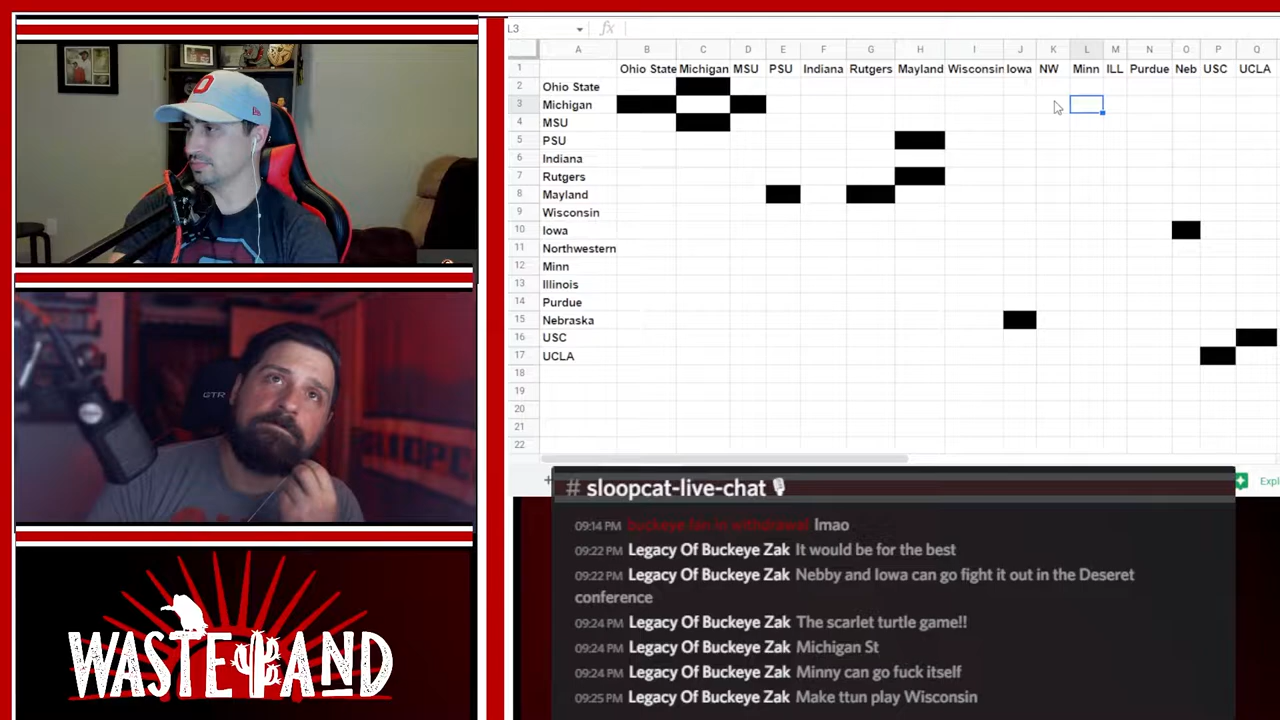 L3 fx
A B C D E F G H I J K L M N O P Q
1 Ohio State Michigan MSU PSU Indiana Rutgers Mayland Wisconsin Iowa NW Minn ILL Purdue Neb USC UCLA
2 Ohio State
3 Michigan
4 MSU
5 PSU
6 Indiana
7 Rutgers
8 Mayland
9 Wisconsin
10 Iowa
11 Northwestern
12 Minn
13 Illinois
14 Purdue
15 Nebraska
16 USC
17 UCLA
18
19
20
21
22
+ Expl
# sloopcat-live-chat
09:14 PM buckeye fan in withdrawal lmao
09:22 PM Legacy Of Buckeye Zak It would be for the best
09:22 PM Legacy Of Buckeye Zak Nebby and Iowa can go fight it out in the Deseret
conference
09:24 PM Legacy Of Buckeye Zak The scarlet turtle game!!
09:24 PM Legacy Of Buckeye Zak Michigan St
09:24 PM Legacy Of Buckeye Zak Minny can go fuck itself
09:25 PM Legacy Of Buckeye Zak Make ttun play Wisconsin
O
GTR
WASTELAND